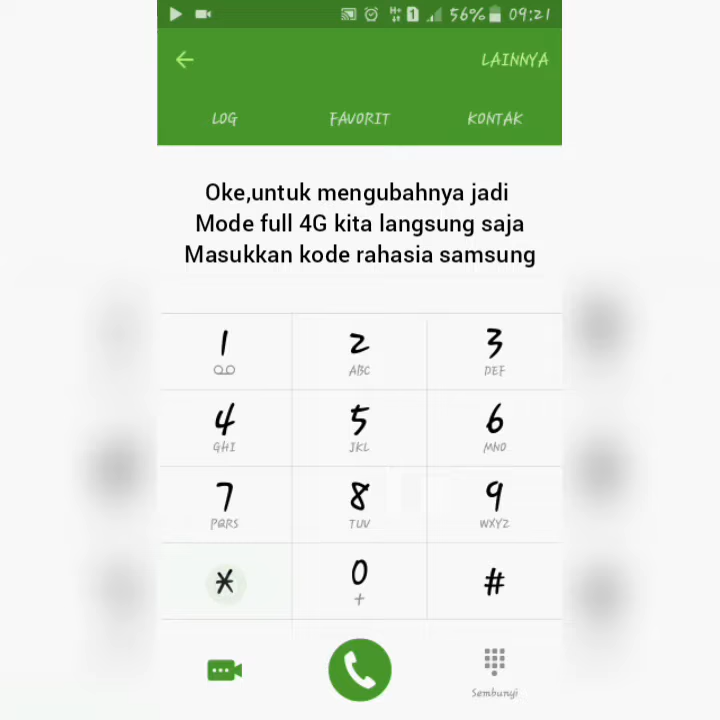 56% 09:21
LAINNYA
LOG FAVORIT KONTAK
Oke,untuk mengubahnya jadi
Mode full 4G kita langsung saja
Masukkan kode rahasia samsung
1 2 3
ABC DEF
4 5 6
GHI JKL MNO
7 8 9
PQRS TUV WXYZ
* 0 #
+
Sembunyi